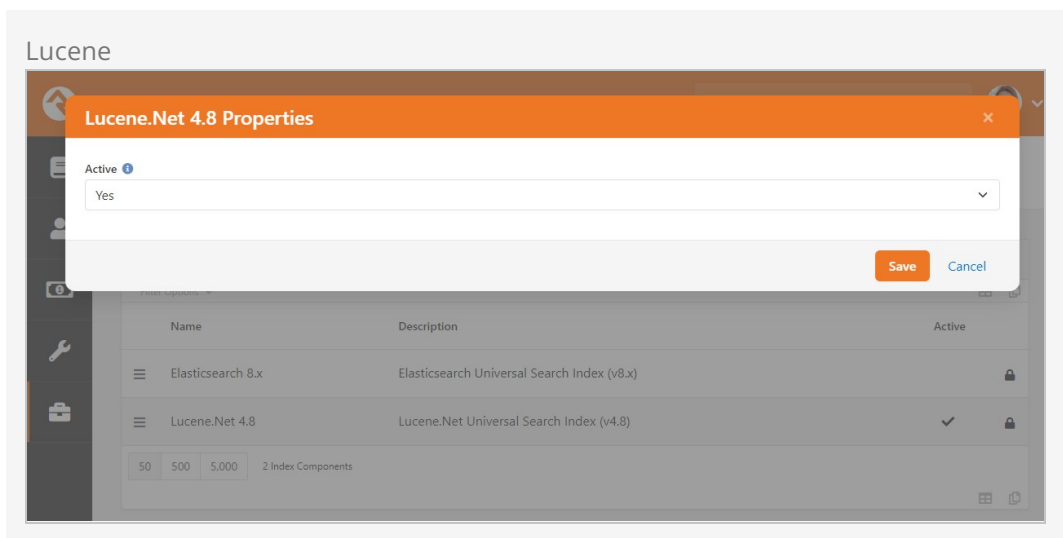 Lucene
Lucene.Net 4.8 Properties
Active
Yes
Save Cancel
Filter Options
Name Description Active
Elasticsearch 8.x Elasticsearch Universal Search Index (v8.x)
Lucene.Net 4.8 Lucene.Net Universal Search Index (v4.8)
50 500 5,000 2 Index Components